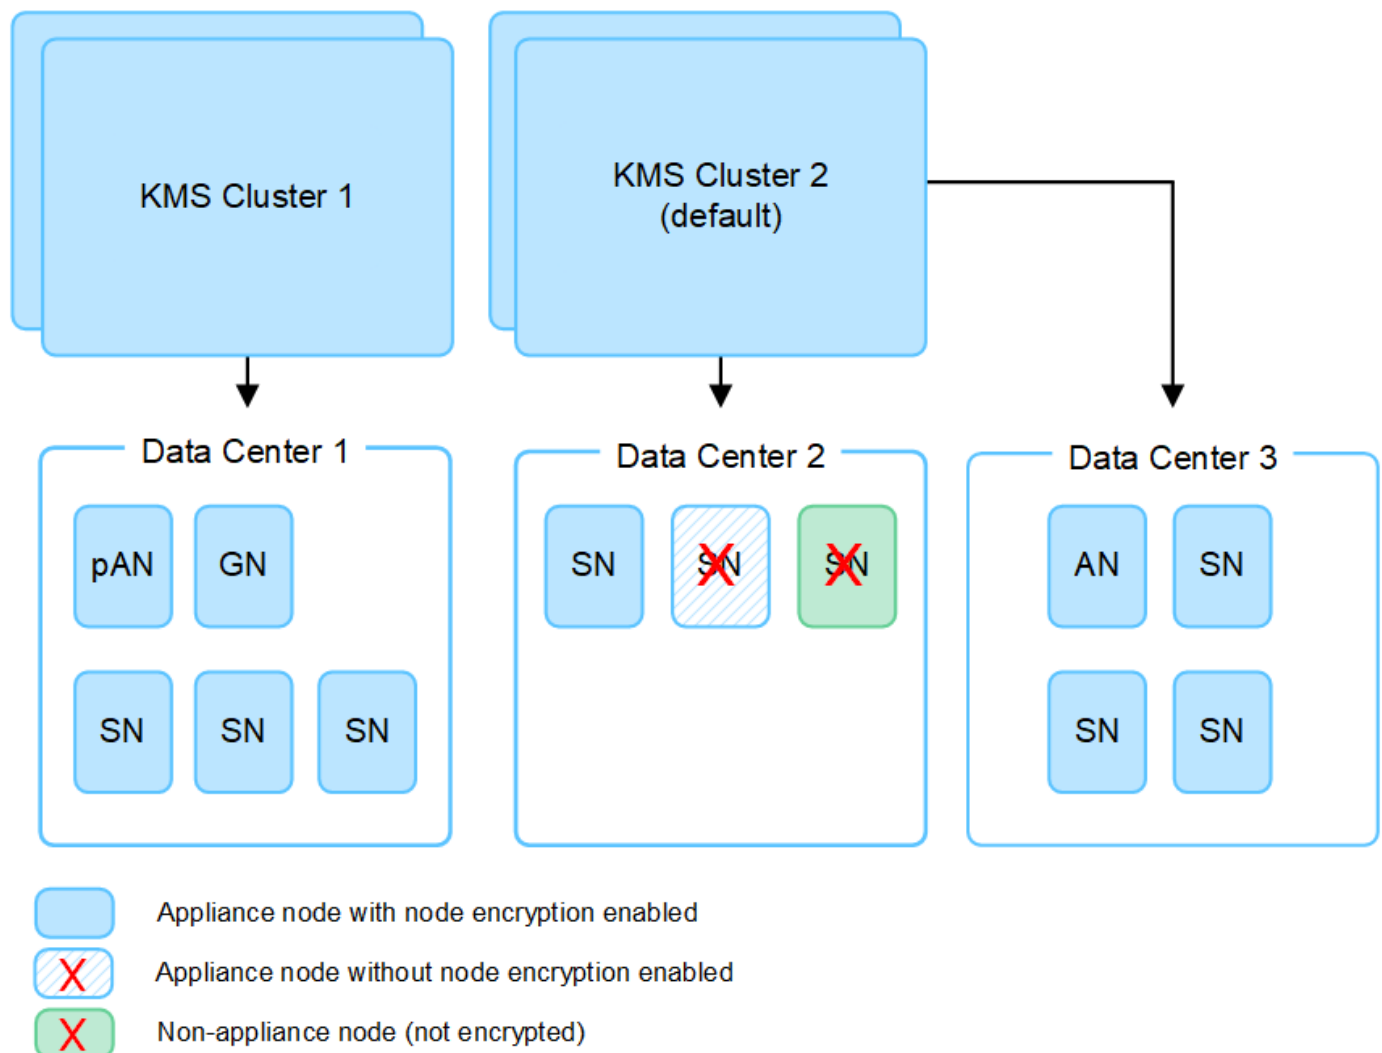 KMS Cluster 1
KMS Cluster 2
(default)
Data Center 1
pAN GN
SN SN SN
Data Center 2
SN SN SN
Data Center 3
AN SN
SN SN
Appliance node with node encryption enabled
X Appliance node without node encryption enabled
X Non-appliance node (not encrypted)